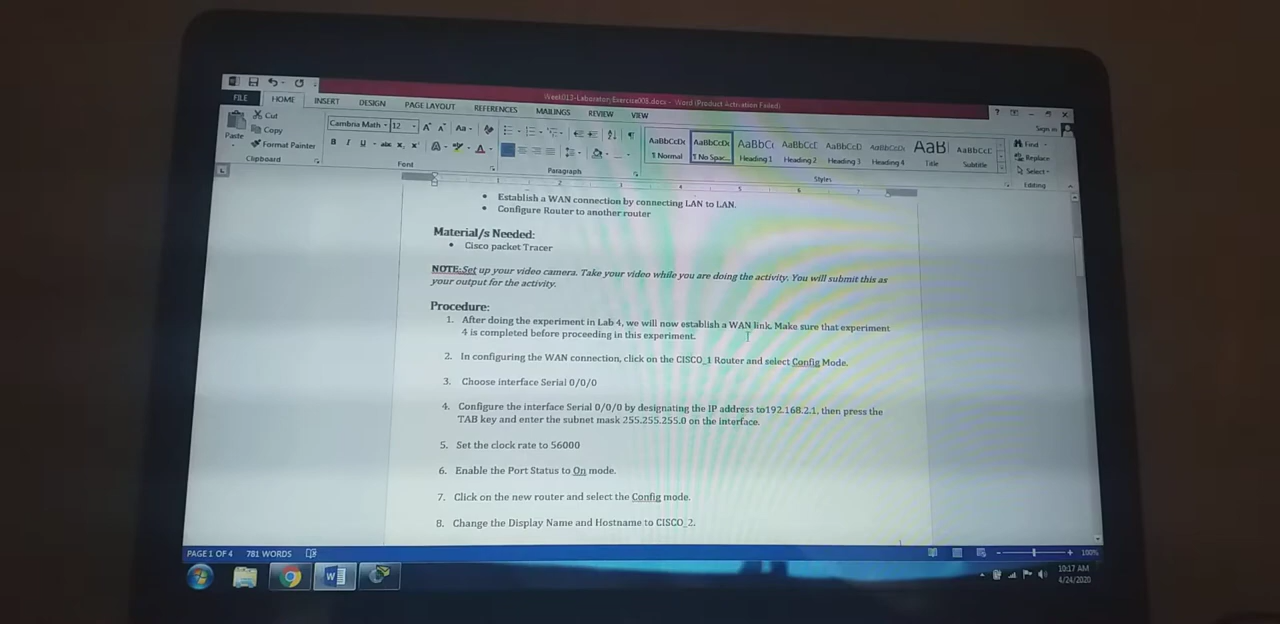 Week013-Laboratory Exercise008.docx - Word (Product Activation Failed)
FILE HOME INSERT DESIGN PAGE LAYOUT REFERENCES MAILINGS REVIEW VIEW
Sign in
Paste
Cut
Copy
Format Painter
Clipboard
Cambria Math 12
Font
Paragraph
AaBbCcDc AaBbCcDc AaBbCc AaBbCcC AaBbCcD AaBbCcDc AaB AaBbCcC
¶ Normal ¶ No Spac... Heading 1 Heading 2 Heading 3 Heading 4 Title Subtitle
Styles
Find
Replace
Select
Editing
• Establish a WAN connection by connecting LAN to LAN.
• Configure Router to another router
Material/s Needed:
• Cisco packet Tracer
NOTE:Set up your video camera. Take your video while you are doing the activity. You will submit this as
your output for the activity.
Procedure:
1. After doing the experiment in Lab 4, we will now establish a WAN link. Make sure that experiment
4 is completed before proceeding in this experiment.
2. In configuring the WAN connection, click on the CISCO_1 Router and select Config Mode.
3. Choose interface Serial 0/0/0
4. Configure the interface Serial 0/0/0 by designating the IP address to192.168.2.1, then press the
TAB key and enter the subnet mask 255.255.255.0 on the interface.
5. Set the clock rate to 56000
6. Enable the Port Status to On mode.
7. Click on the new router and select the Config mode.
8. Change the Display Name and Hostname to CISCO_2.
PAGE 1 OF 4 781 WORDS
100%
10:17 AM
4/24/2020